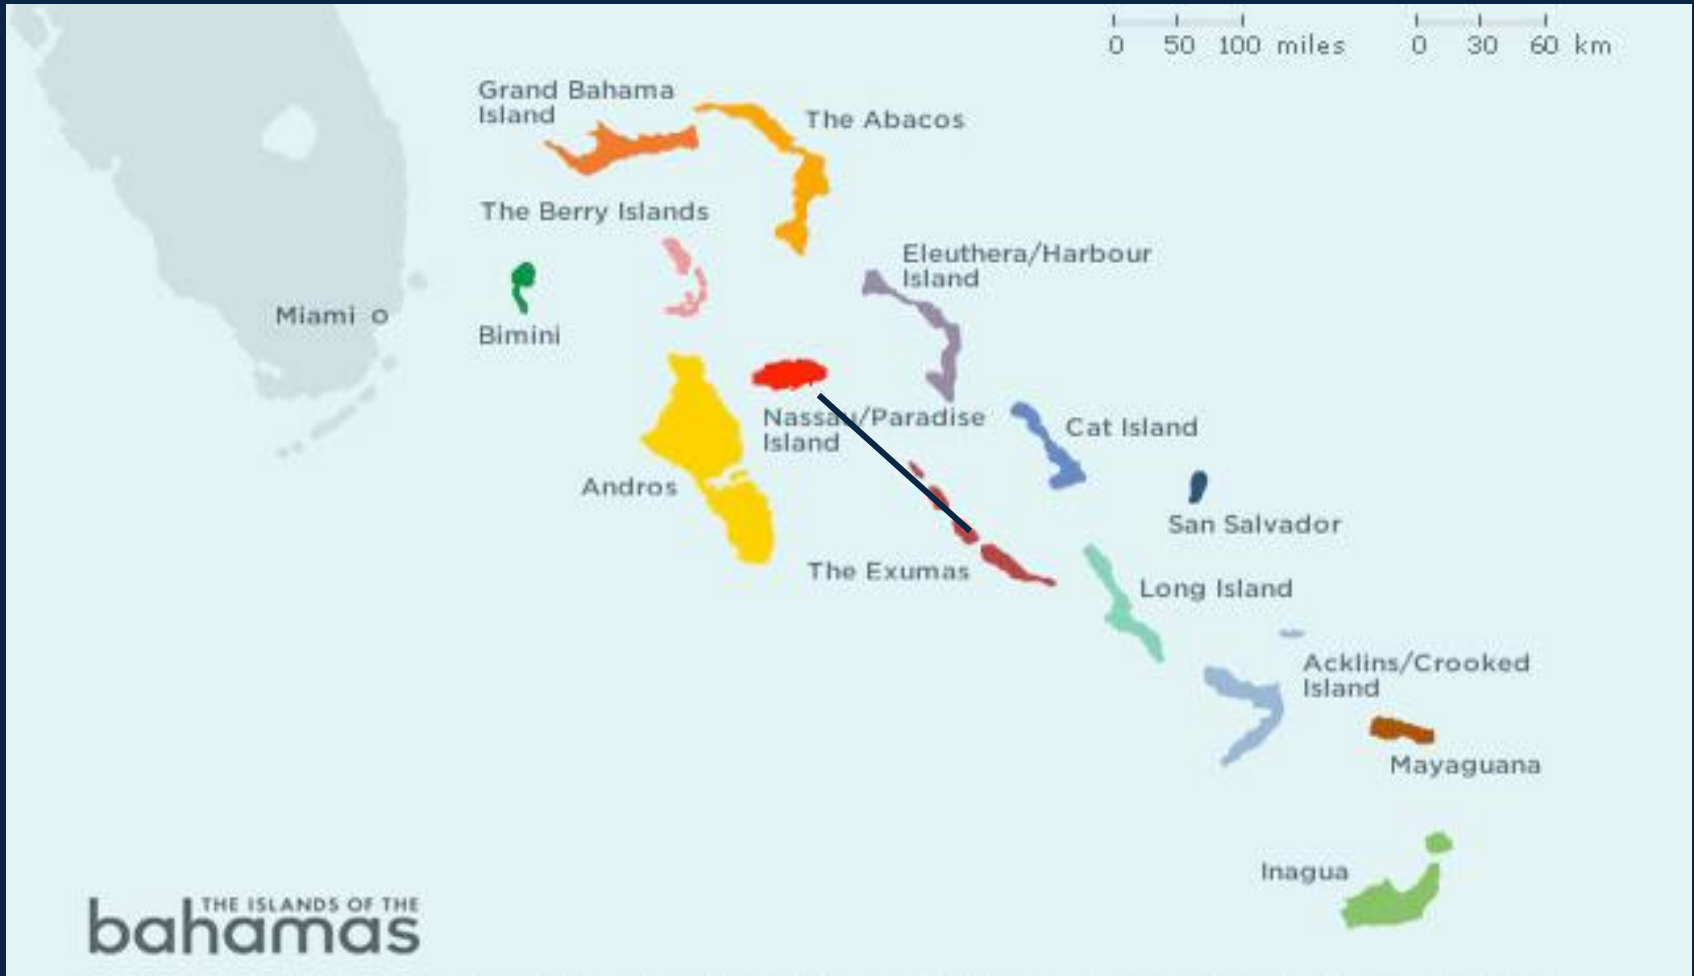 0 50 100 miles 0 30 60 km
Grand Bahama
Island
The Abacos
The Berry Islands
Eleuthera/Harbour
Island
Miami
Bimini
Nassau/Paradise
Island
Cat Island
Andros
San Salvador
The Exumas
Long Island
Acklins/Crooked
Island
Mayaguana
Inagua
THE ISLANDS OF THE
bahamas